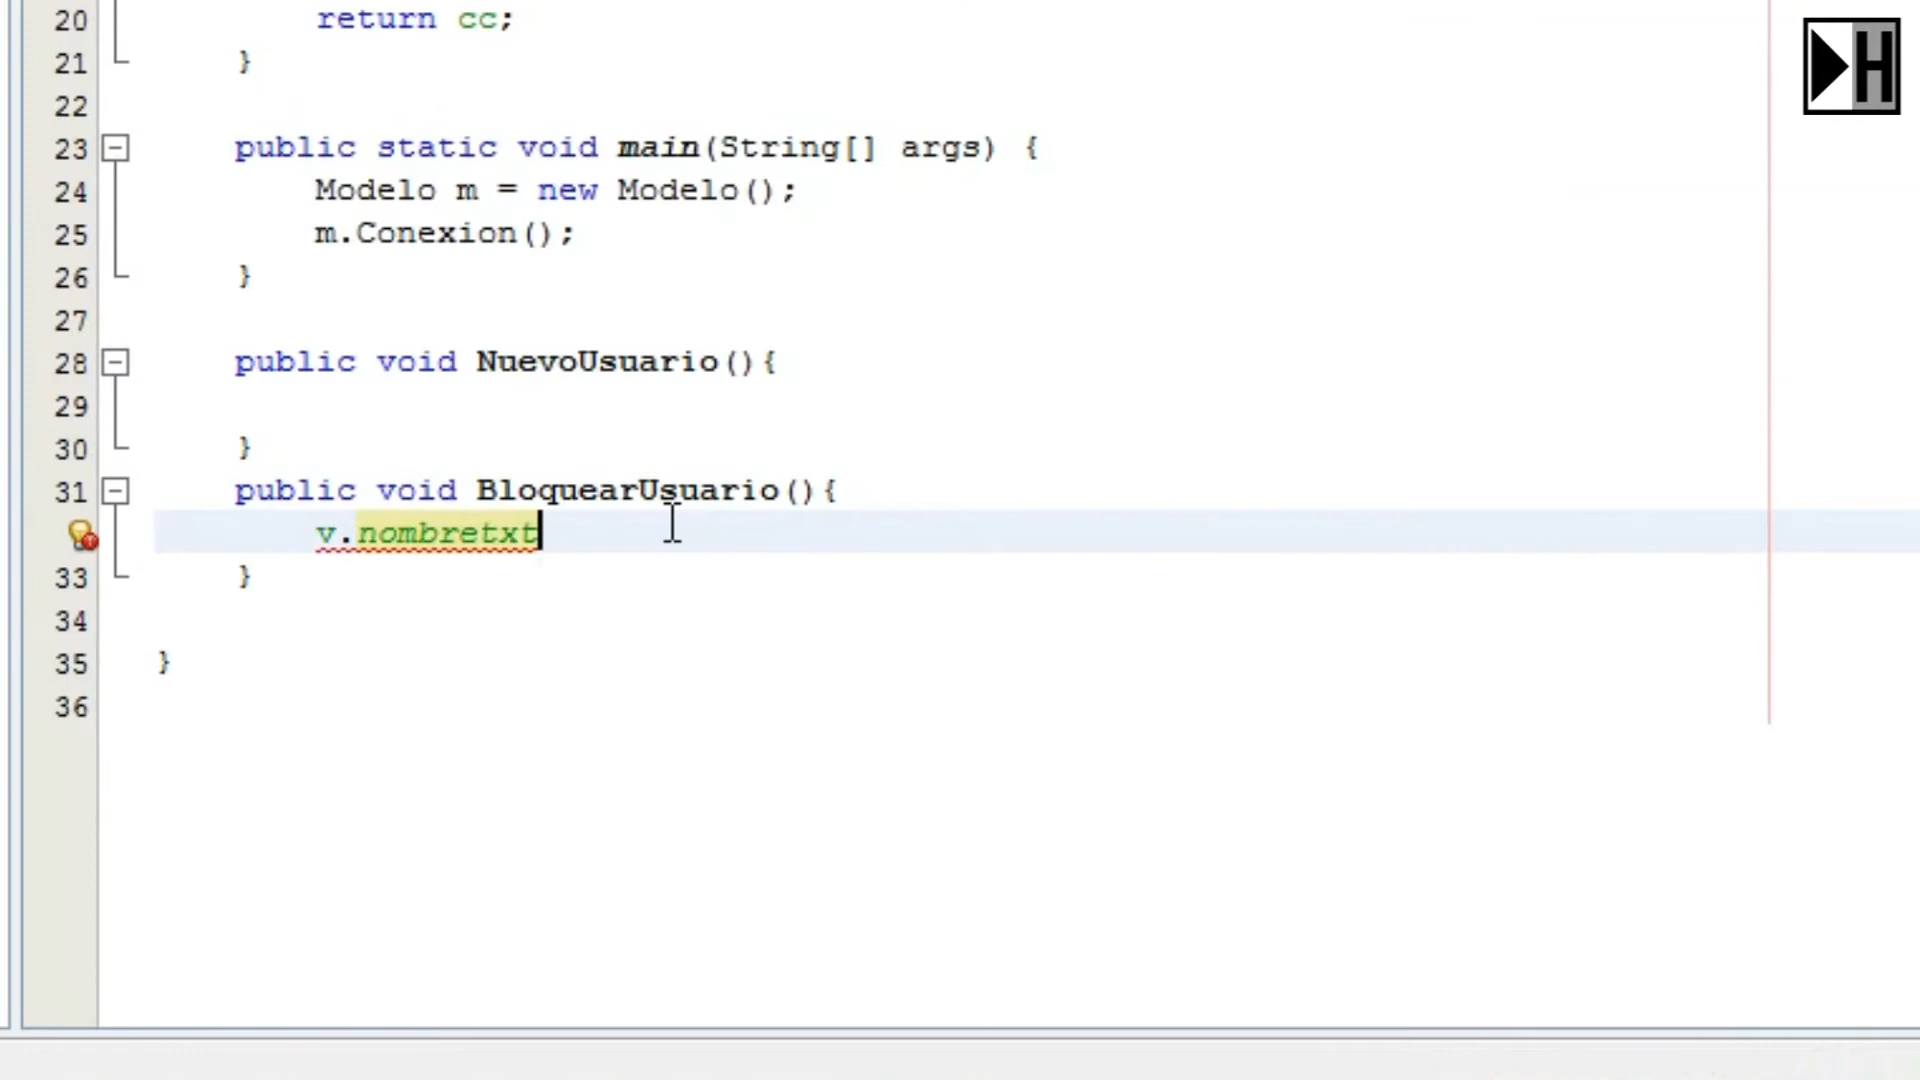 20 return cc;
21 }
22
23 public static void main(String[] args) {
24 Modelo m = new Modelo();
25 m.Conexion();
26 }
27
28 public void NuevoUsuario(){
29
30 }
31 public void BloquearUsuario(){
v.nombretxt
33 }
34
35 }
36
H